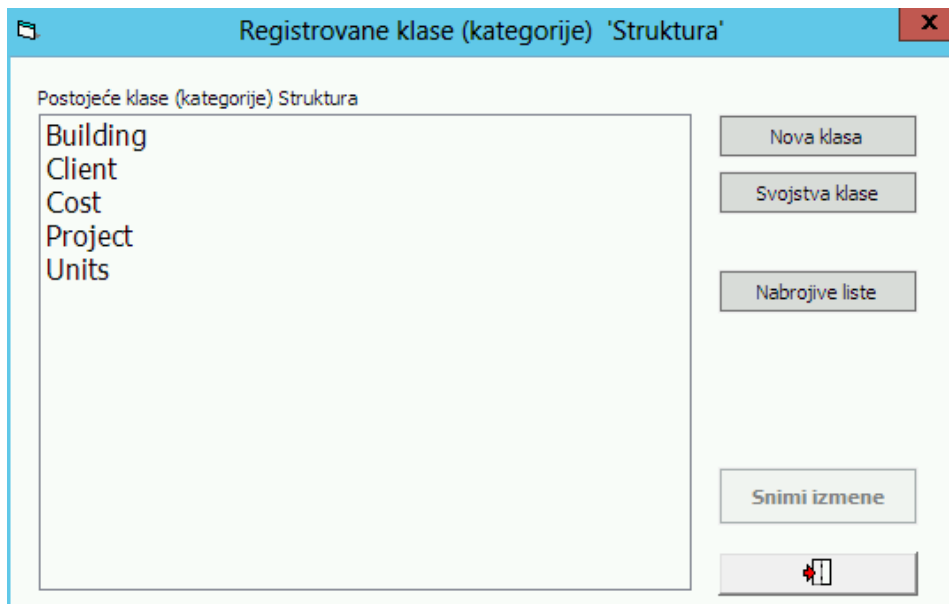 Registrovane klase (kategorije) 'Struktura'
x
Postojeće klase (kategorije) Struktura
Building
Client
Cost
Project
Units
Nova klasa
Svojstva klase
Nabrojive liste
Snimi izmene